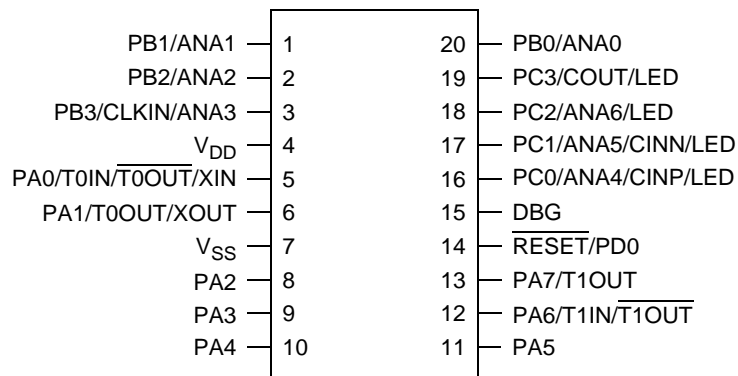 PB1/ANA1 1 20 PB0/ANA0
PB2/ANA2 2 19 PC3/COUT/LED
PB3/CLKIN/ANA3 3 18 PC2/ANA6/LED
VDD 4 17 PC1/ANA5/CINN/LED
PA0/T0IN/T0OUT/XIN 5 16 PC0/ANA4/CINP/LED
PA1/T0OUT/XOUT 6 15 DBG
VSS 7 14 RESET/PD0
PA2 8 13 PA7/T1OUT
PA3 9 12 PA6/T1IN/T1OUT
PA4 10 11 PA5